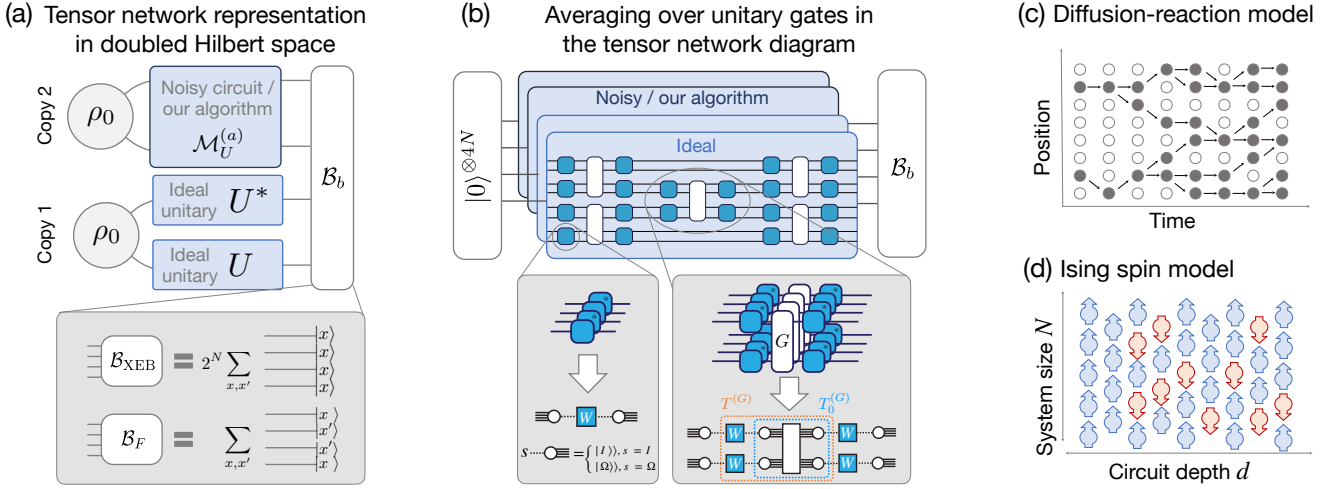 (a) Tensor network representation
in doubled Hilbert space
Copy 2
ρ₀
Noisy circuit /
our algorithm
ℳ_U^(a)
Copy 1
ρ₀
Ideal
unitary U*
Ideal
unitary U
ℬ_b
ℬ_XEB = 2^N ∑_{x,x′}
|x⟩
|x⟩
|x⟩
|x⟩
ℬ_F = ∑_{x,x′}
|x⟩
|x′⟩
|x′⟩
|x⟩
(b) Averaging over unitary gates in
the tensor network diagram
|0⟩^⊗4N
Noisy / our algorithm
Ideal
ℬ_b
*
*
W
s = { |I⟩⟩, s = I
|Ω⟩⟩, s = Ω
*
*
*
*
G
T^(G) T₀^(G)
W W
W W
(c) Diffusion-reaction model
Position
Time
(d) Ising spin model
System size N
Circuit depth d